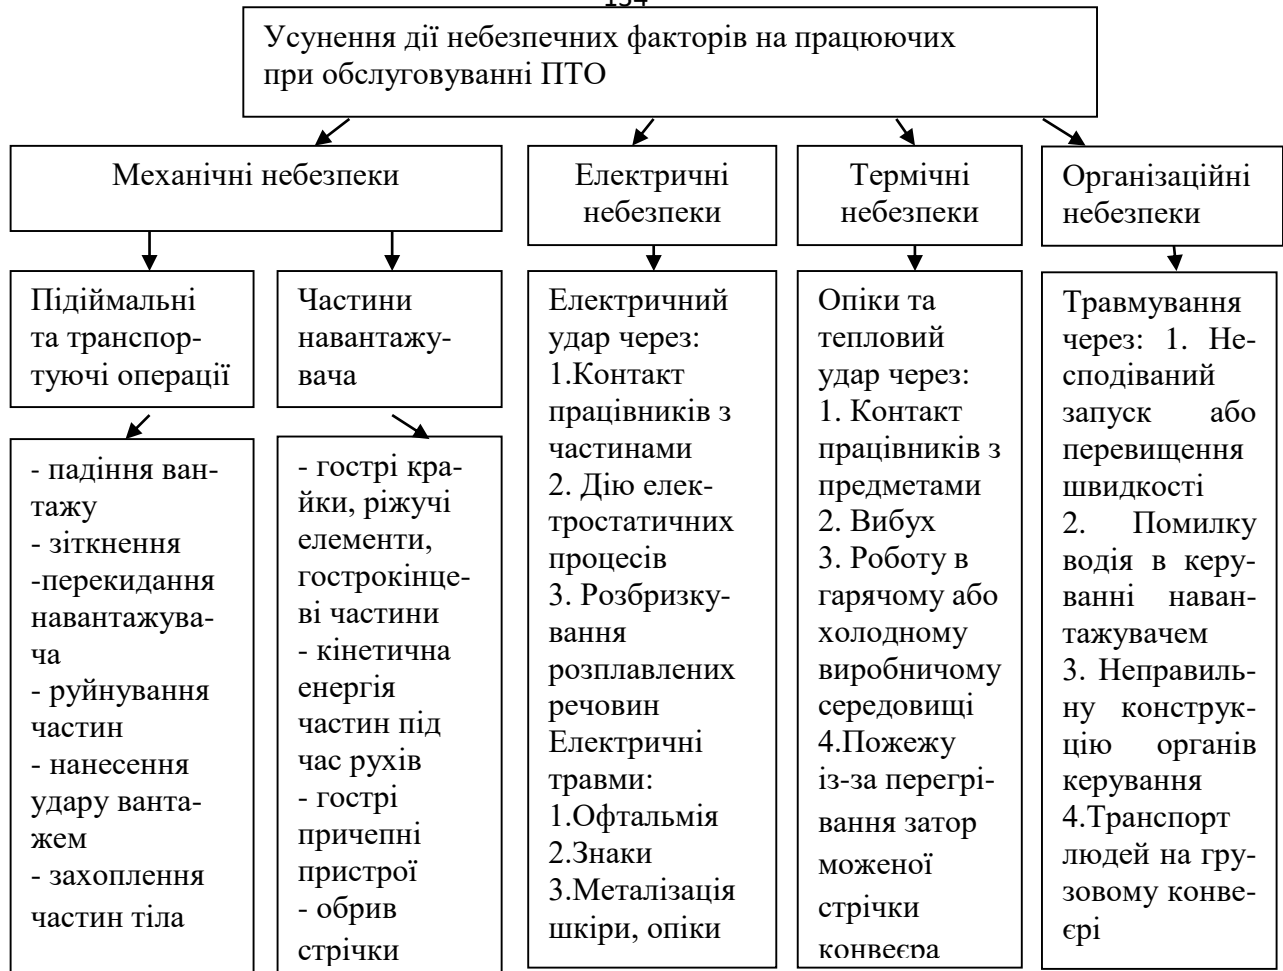 134
Усунення дії небезпечних факторів на працюючих
при обслуговуванні ПТО
Механічні небезпеки
Електричні
небезпеки
Термічні
небезпеки
Організаційні
небезпеки
Підіймальні
та транспор-
туючі операції
Частини
навантажу-
вача
Електричний
удар через:
1.Контакт
працівників з
частинами
2. Дію елек-
тростатичних
процесів
3. Розбризку-
вання
розплавлених
речовин
Електричні
травми:
1.Офтальмія
2.Знаки
3.Металізація
шкіри, опіки
Опіки та
тепловий
удар через:
1. Контакт
працівників з
предметами
2. Вибух
3. Роботу в
гарячому або
холодному
виробничому
середовищі
4.Пожежу
із-за перегрі-
вання затор
моженої
стрічки
конвеєра
Травмування
через: 1. Не-
сподіваний
запуск або
перевищення
швидкості
2. Помилку
водія в керу-
ванні наван-
тажувачем
3. Неправиль-
ну конструк-
цію органів
керування
4.Транспорт
людей на гру-
зовому конве-
єрі
- падіння ван-
тажу
- зіткнення
-перекидання
навантажува-
ча
- руйнування
частин
- нанесення
удару ванта-
жем
- захоплення
частин тіла
- гострі кра-
йки, ріжучі
елементи,
гострокінце-
ві частини
- кінетична
енергія
частин під
час рухів
- гострі
причепні
пристрої
- обрив
стрічки